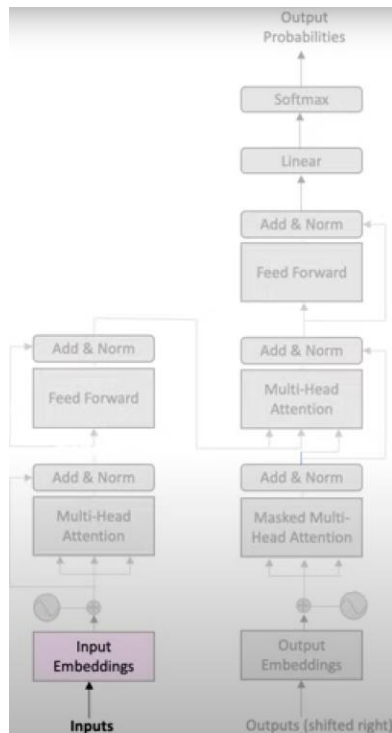 Output
Probabilities
Softmax
Linear
Add & Norm
Feed Forward
Add & Norm
Multi-Head
Attention
Add & Norm
Masked Multi-
Head Attention
Output
Embeddings
Outputs (shifted right)
Add & Norm
Feed Forward
Add & Norm
Multi-Head
Attention
Input
Embeddings
Inputs